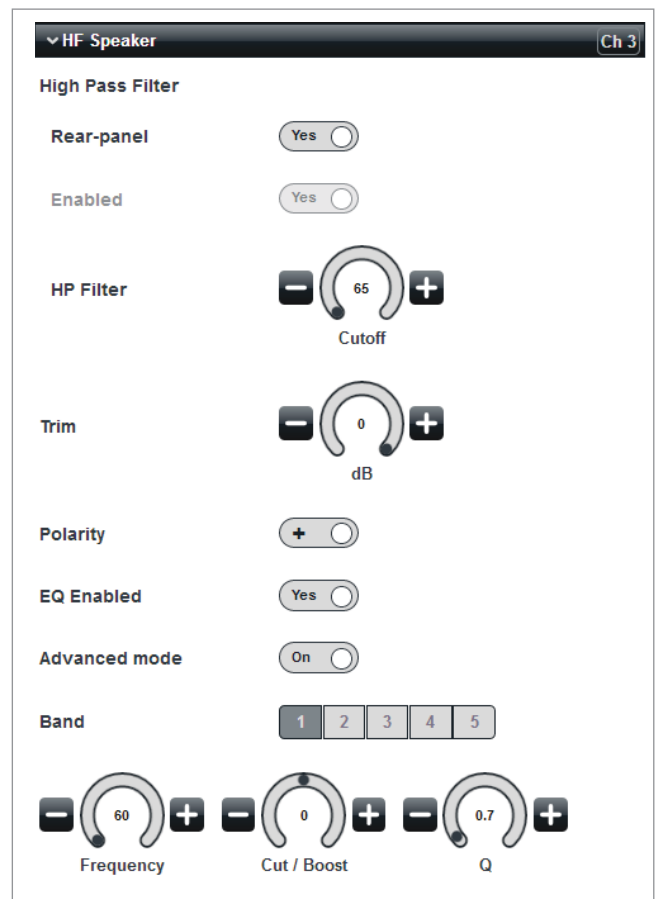 HF Speaker Ch 3
High Pass Filter
Rear-panel Yes
Enabled Yes
HP Filter 65
Cutoff
Trim 0
dB
Polarity +
EQ Enabled Yes
Advanced mode On
Band 1 2 3 4 5
60 0 0.7
Frequency Cut / Boost Q